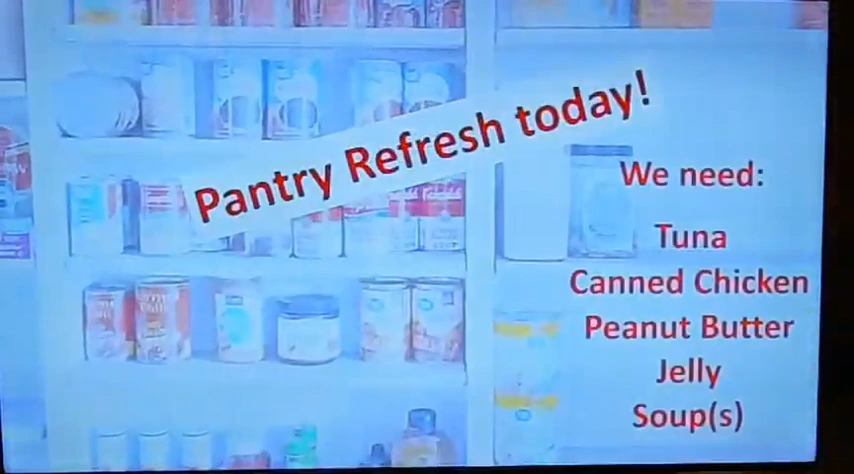 Pantry Refresh today!
We need:
Tuna
Canned Chicken
Peanut Butter
Jelly
Soup(s)